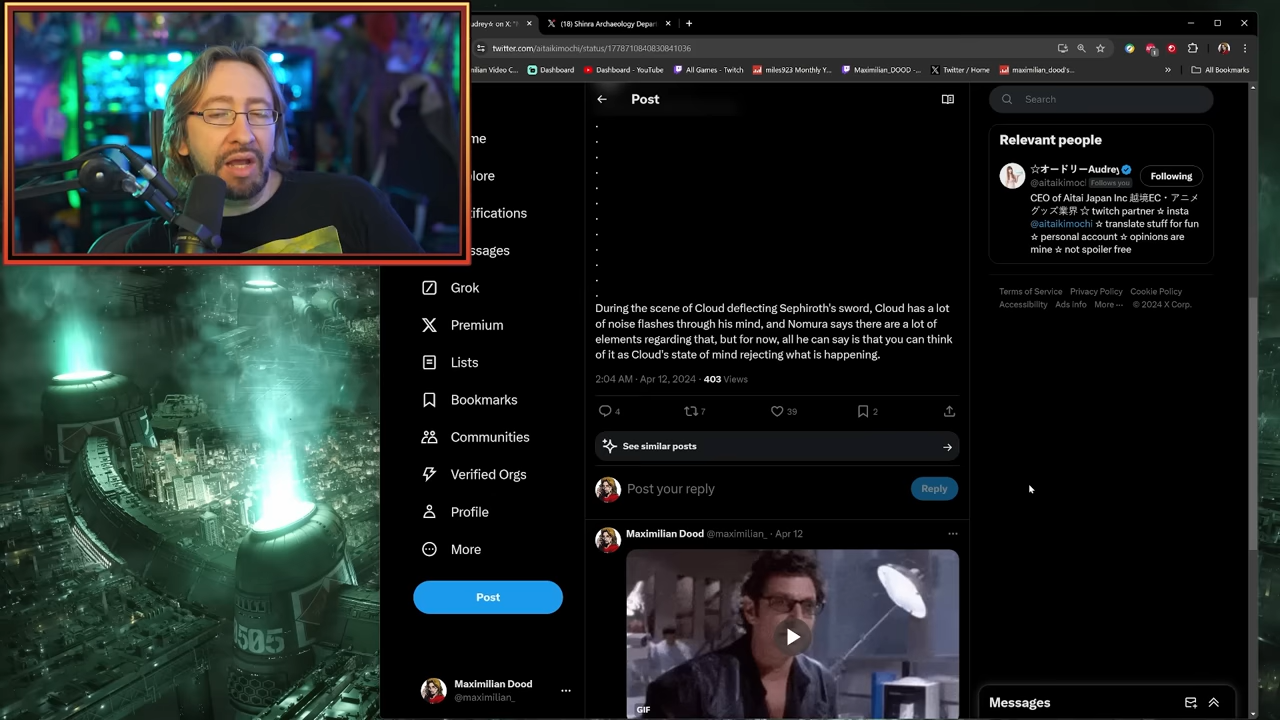 udrey☆ on X: "
(18) Shinra Archaeology Depar
twitter.com/aitaikimochi/status/1778710840830841036
milian Video C...
Dashboard
Dashboard - YouTube
All Games - Twitch
miles923 Monthly Y...
Maximilian_DOOD -...
Twitter / Home
maximilian_dood's...
»
All Bookmarks
Post
Search
me
lore
ifications
ssages
Grok
Premium
Lists
Bookmarks
Communities
Verified Orgs
Profile
More
Post
Maximilian Dood
@maximilian_
.
.
.
.
.
.
.
.
.
.
.
.
During the scene of Cloud deflecting Sephiroth's sword, Cloud has a lot
of noise flashes through his mind, and Nomura says there are a lot of
elements regarding that, but for now, all he can say is that you can think
of it as Cloud's state of mind rejecting what is happening.
2:04 AM · Apr 12, 2024 · 403 Views
4 7 39 2
See similar posts
Post your reply
Reply
Maximilian Dood @maximilian_ · Apr 12
GIF
Relevant people
☆オードリーAudrey
@aitaikimoc Follows you
Following
CEO of Aitai Japan Inc 越境EC・アニメ
グッズ業界 ☆ twitch partner ☆ insta
@aitaikimochi ☆ translate stuff for fun
☆ personal account ☆ opinions are
mine ☆ not spoiler free
Terms of Service Privacy Policy Cookie Policy
Accessibility Ads info More ··· © 2024 X Corp.
Messages
1505